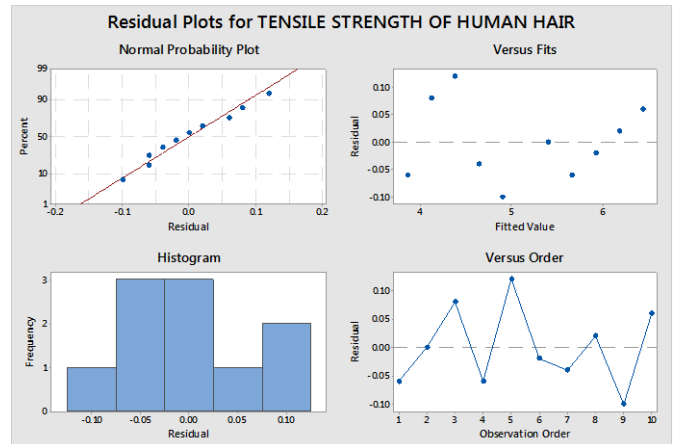 Residual Plots for TENSILE STRENGTH OF HUMAN HAIR
Normal Probability Plot
99
90
50
10
1
Percent
-0.2 -0.1 0.0 0.1 0.2
Residual
Versus Fits
0.10
0.05
0.00
-0.05
-0.10
Residual
4 5 6
Fitted Value
Histogram
3
2
1
0
Frequency
-0.10 -0.05 0.00 0.05 0.10
Residual
Versus Order
0.10
0.05
0.00
-0.05
-0.10
Residual
1 2 3 4 5 6 7 8 9 10
Observation Order